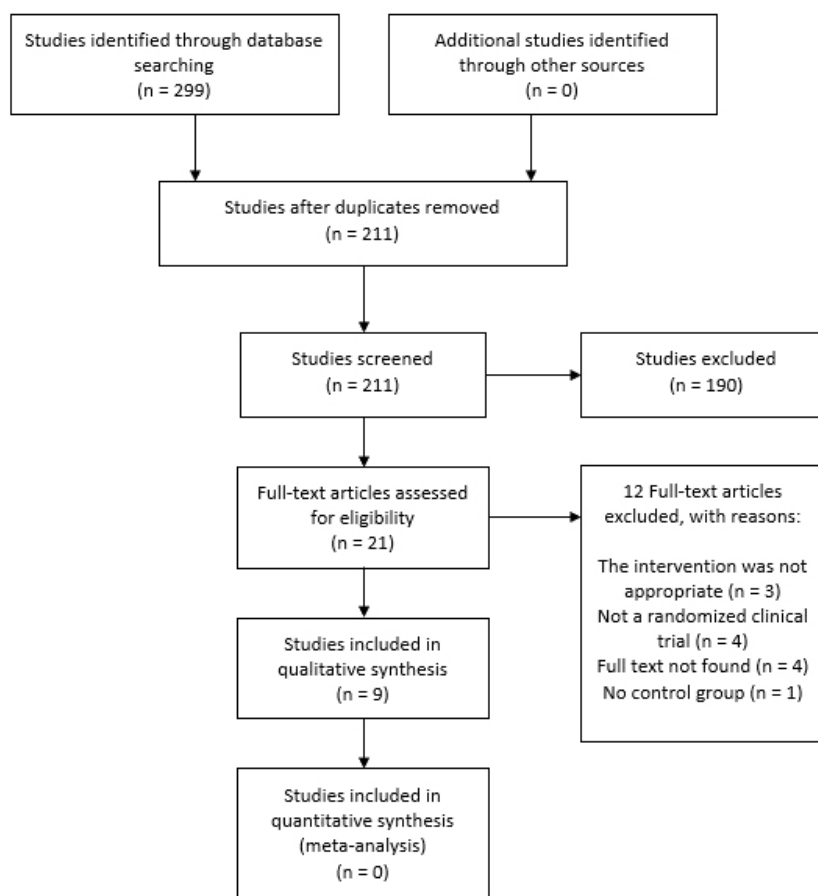 Studies identified through database
searching
(n = 299)
Additional studies identified
through other sources
(n = 0)
Studies after duplicates removed
(n = 211)
Studies screened
(n = 211)
Studies excluded
(n = 190)
Full-text articles assessed
for eligibility
(n = 21)
12 Full-text articles
excluded, with reasons:
The intervention was not
appropriate (n = 3)
Not a randomized clinical
trial (n = 4)
Full text not found (n = 4)
No control group (n = 1)
Studies included in
qualitative synthesis
(n = 9)
Studies included in
quantitative synthesis
(meta-analysis)
(n = 0)